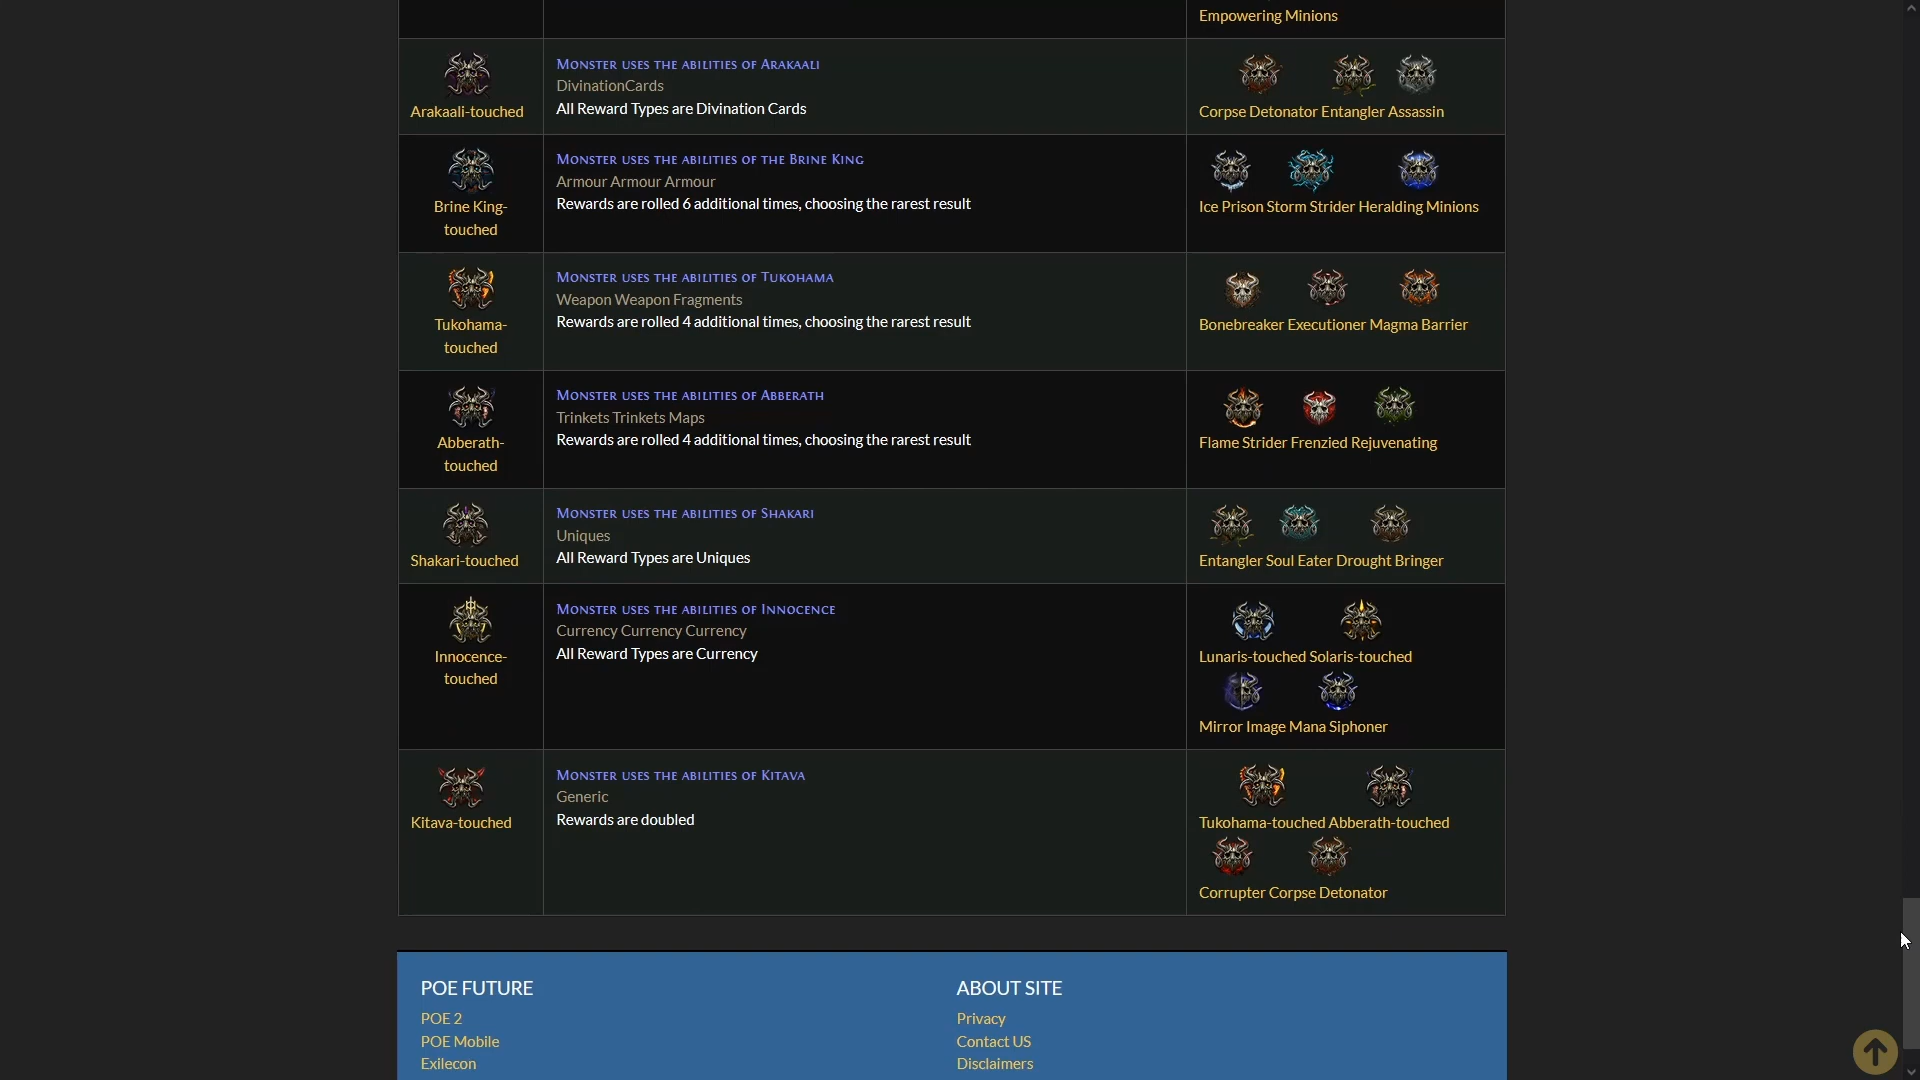 Empowering Minions
Monster uses the abilities of Arakaali
DivinationCards
All Reward Types are Divination Cards
Arakaali-touched
Corpse Detonator Entangler Assassin
Monster uses the abilities of the Brine King
Armour Armour Armour
Rewards are rolled 6 additional times, choosing the rarest result
Brine King-
touched
Ice Prison Storm Strider Heralding Minions
Monster uses the abilities of Tukohama
Weapon Weapon Fragments
Rewards are rolled 4 additional times, choosing the rarest result
Tukohama-
touched
Bonebreaker Executioner Magma Barrier
Monster uses the abilities of Abberath
Trinkets Trinkets Maps
Rewards are rolled 4 additional times, choosing the rarest result
Abberath-
touched
Flame Strider Frenzied Rejuvenating
Monster uses the abilities of Shakari
Uniques
All Reward Types are Uniques
Shakari-touched
Entangler Soul Eater Drought Bringer
Monster uses the abilities of Innocence
Currency Currency Currency
All Reward Types are Currency
Innocence-
touched
Lunaris-touched Solaris-touched
Mirror Image Mana Siphoner
Monster uses the abilities of Kitava
Generic
Rewards are doubled
Kitava-touched
Tukohama-touched Abberath-touched
Corrupter Corpse Detonator
POE FUTURE
POE 2
POE Mobile
Exilecon
ABOUT SITE
Privacy
Contact US
Disclaimers